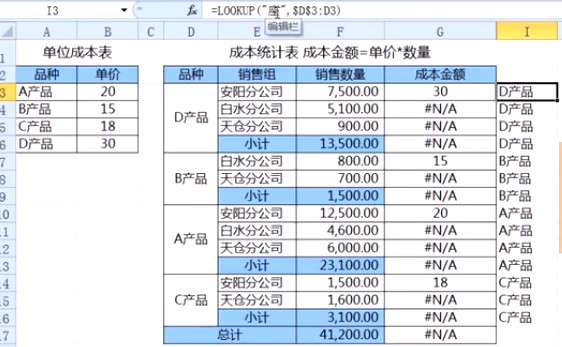 I3 fx =LOOKUP("座",$D$3:D3)
编辑栏
A B C D E F G H I
1 单位成本表 成本统计表 成本金额=单价*数量
2 品种 单价 品种 销售组 销售数量 成本金额
3 A产品 20 D产品 安阳分公司 7,500.00 30 D产品
4 B产品 15 白水分公司 5,100.00 #N/A D产品
5 C产品 18 天仓分公司 900.00 #N/A D产品
6 D产品 30 小计 13,500.00 #N/A D产品
7 B产品 白水分公司 800.00 15 B产品
8 天仓分公司 700.00 #N/A B产品
9 小计 1,500.00 #N/A B产品
10 A产品 安阳分公司 12,500.00 20 A产品
11 白水分公司 4,600.00 #N/A A产品
12 天仓分公司 6,000.00 #N/A A产品
13 小计 23,100.00 #N/A A产品
14 C产品 安阳分公司 1,500.00 18 C产品
15 天仓分公司 1,600.00 #N/A C产品
16 小计 3,100.00 #N/A C产品
17 总计 41,200.00 #N/A